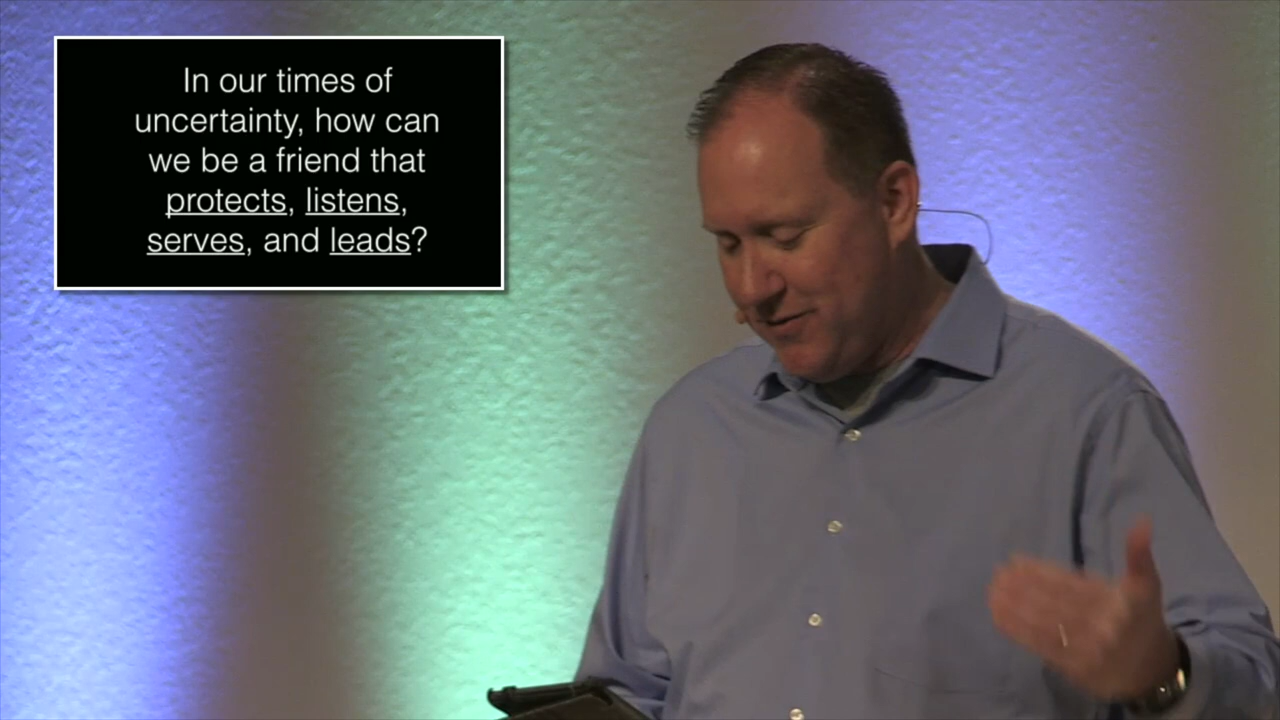 In our times of
uncertainty, how can
we be a friend that
protects, listens,
serves, and leads?